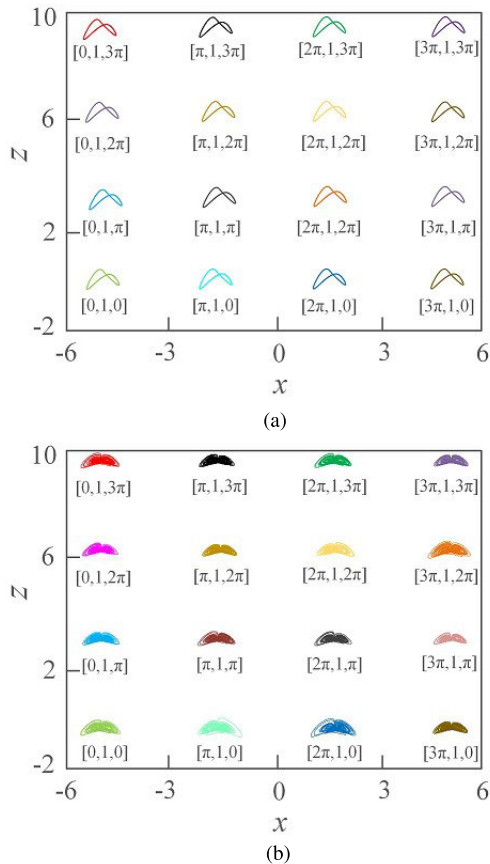 10
[0,1,3π] [π,1,3π] [2π,1,3π] [3π,1,3π]
6
z
[0,1,2π] [π,1,2π] [2π,1,2π] [3π,1,2π]
2
[0,1,π] [π,1,π] [2π,1,2π] [3π,1,π]
[0,1,0] [π,1,0] [2π,1,0] [3π,1,0]
-2
-6 -3 0 3 6
x
(a)
10
[0,1,3π] [π,1,3π] [2π,1,3π] [3π,1,3π]
6
z
[0,1,2π] [π,1,2π] [2π,1,2π] [3π,1,2π]
2
[0,1,π] [π,1,π] [2π,1,π] [3π,1,π]
[0,1,0] [π,1,0] [2π,1,0] [3π,1,0]
-2
-6 -3 0 3 6
x
(b)